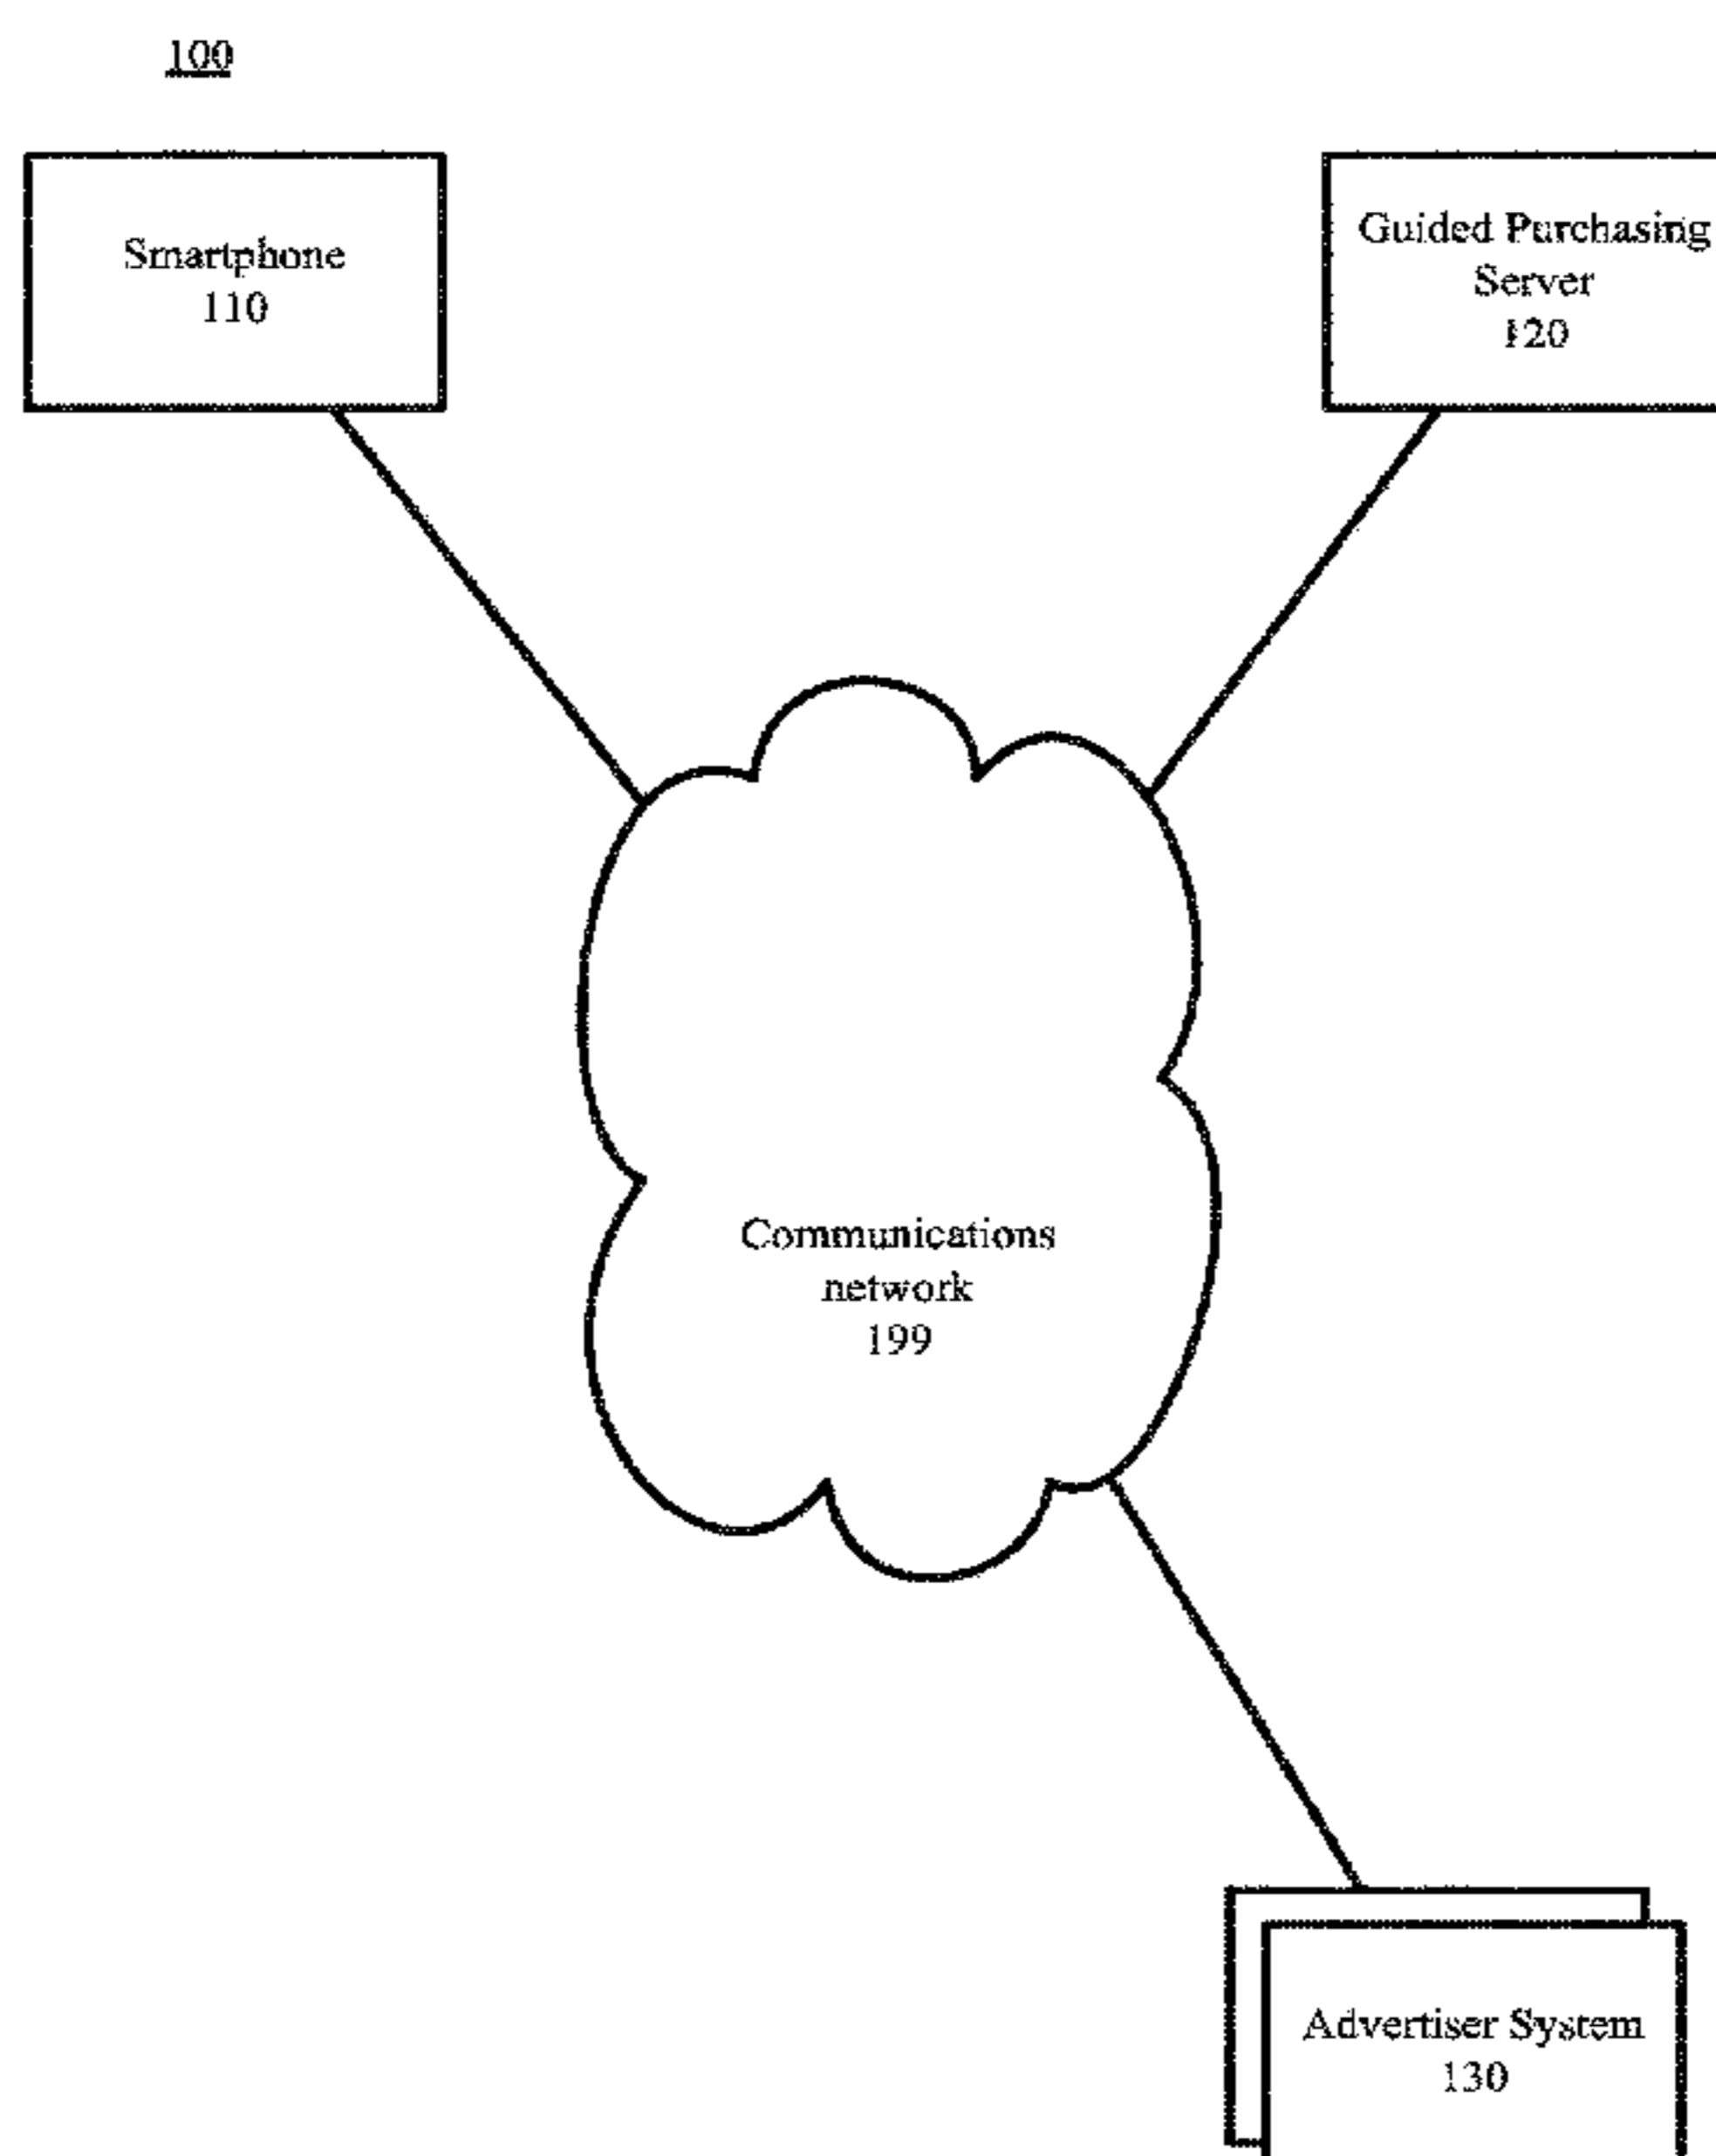 100
Smartphone
110
Guided Purchasing
Server
120
Communications
network
199
Advertiser System
130